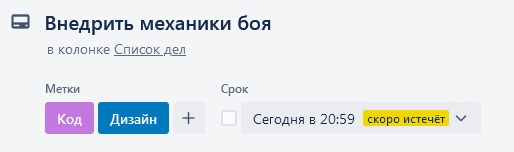 Внедрить механики боя
в колонке Список дел
Метки Срок
Код Дизайн + Сегодня в 20:59 скоро истечёт